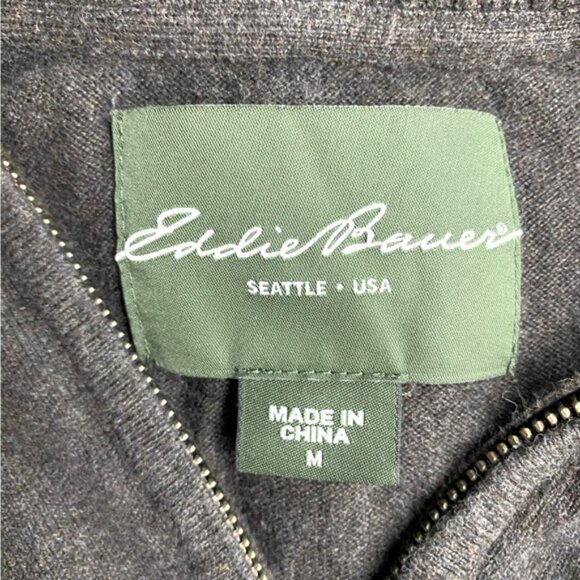 Eddie Bauer®
SEATTLE • USA
MADE IN
CHINA
M